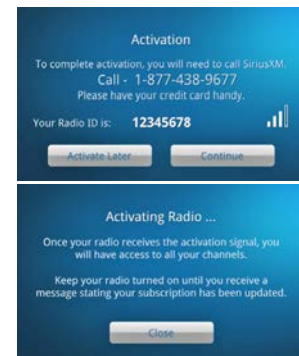 Activation
To complete activation, you will need to call SiriusXM.
Call - 1-877-438-9677
Please have your credit card handy.
Your Radio ID is: 12345678
Activate Later Continue
Activating Radio ...
Once your radio receives the activation signal, you
will have access to all your channels.
Keep your radio turned on until you receive a
message stating your subscription has been updated.
Close